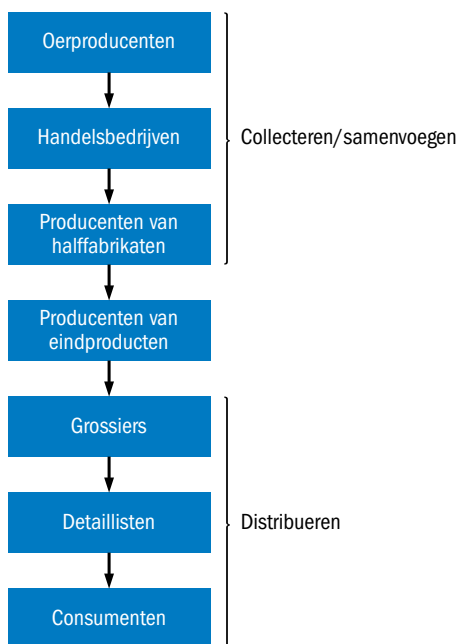 Oerproducenten
Handelsbedrijven
Collecteren/samenvoegen
Producenten van
halffabrikaten
Producenten van
eindproducten
Grossiers
Detaillisten
Distribueren
Consumenten